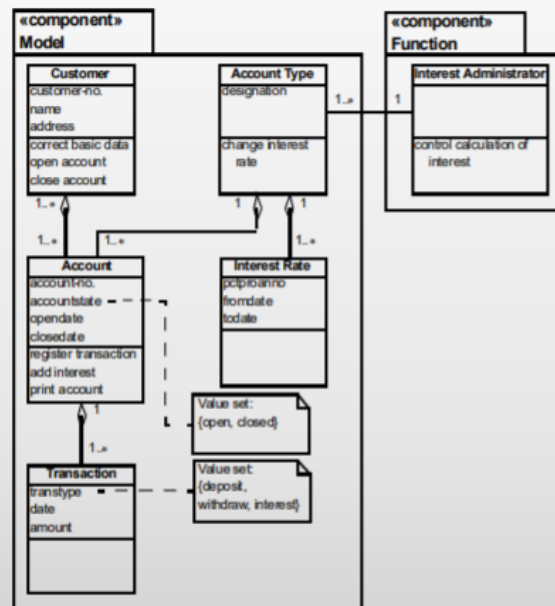 «component»
Model
Customer
customer-no.
name
address
correct basic data
open account
close account
Account Type
designation
change interest
rate
1..*
1
«component»
Function
Interest Administrator
control calculation of
interest
1..*
1
1
1..*
1..*
1..*
Account
account-no.
accountstate
opendate
closedate
register transaction
add interest
print account
Interest Rate
pctproanno
fromdate
todate
1
1..*
Value set:
{open, closed}
Transaction
transtype
date
amount
Value set:
{deposit,
withdraw, interest}